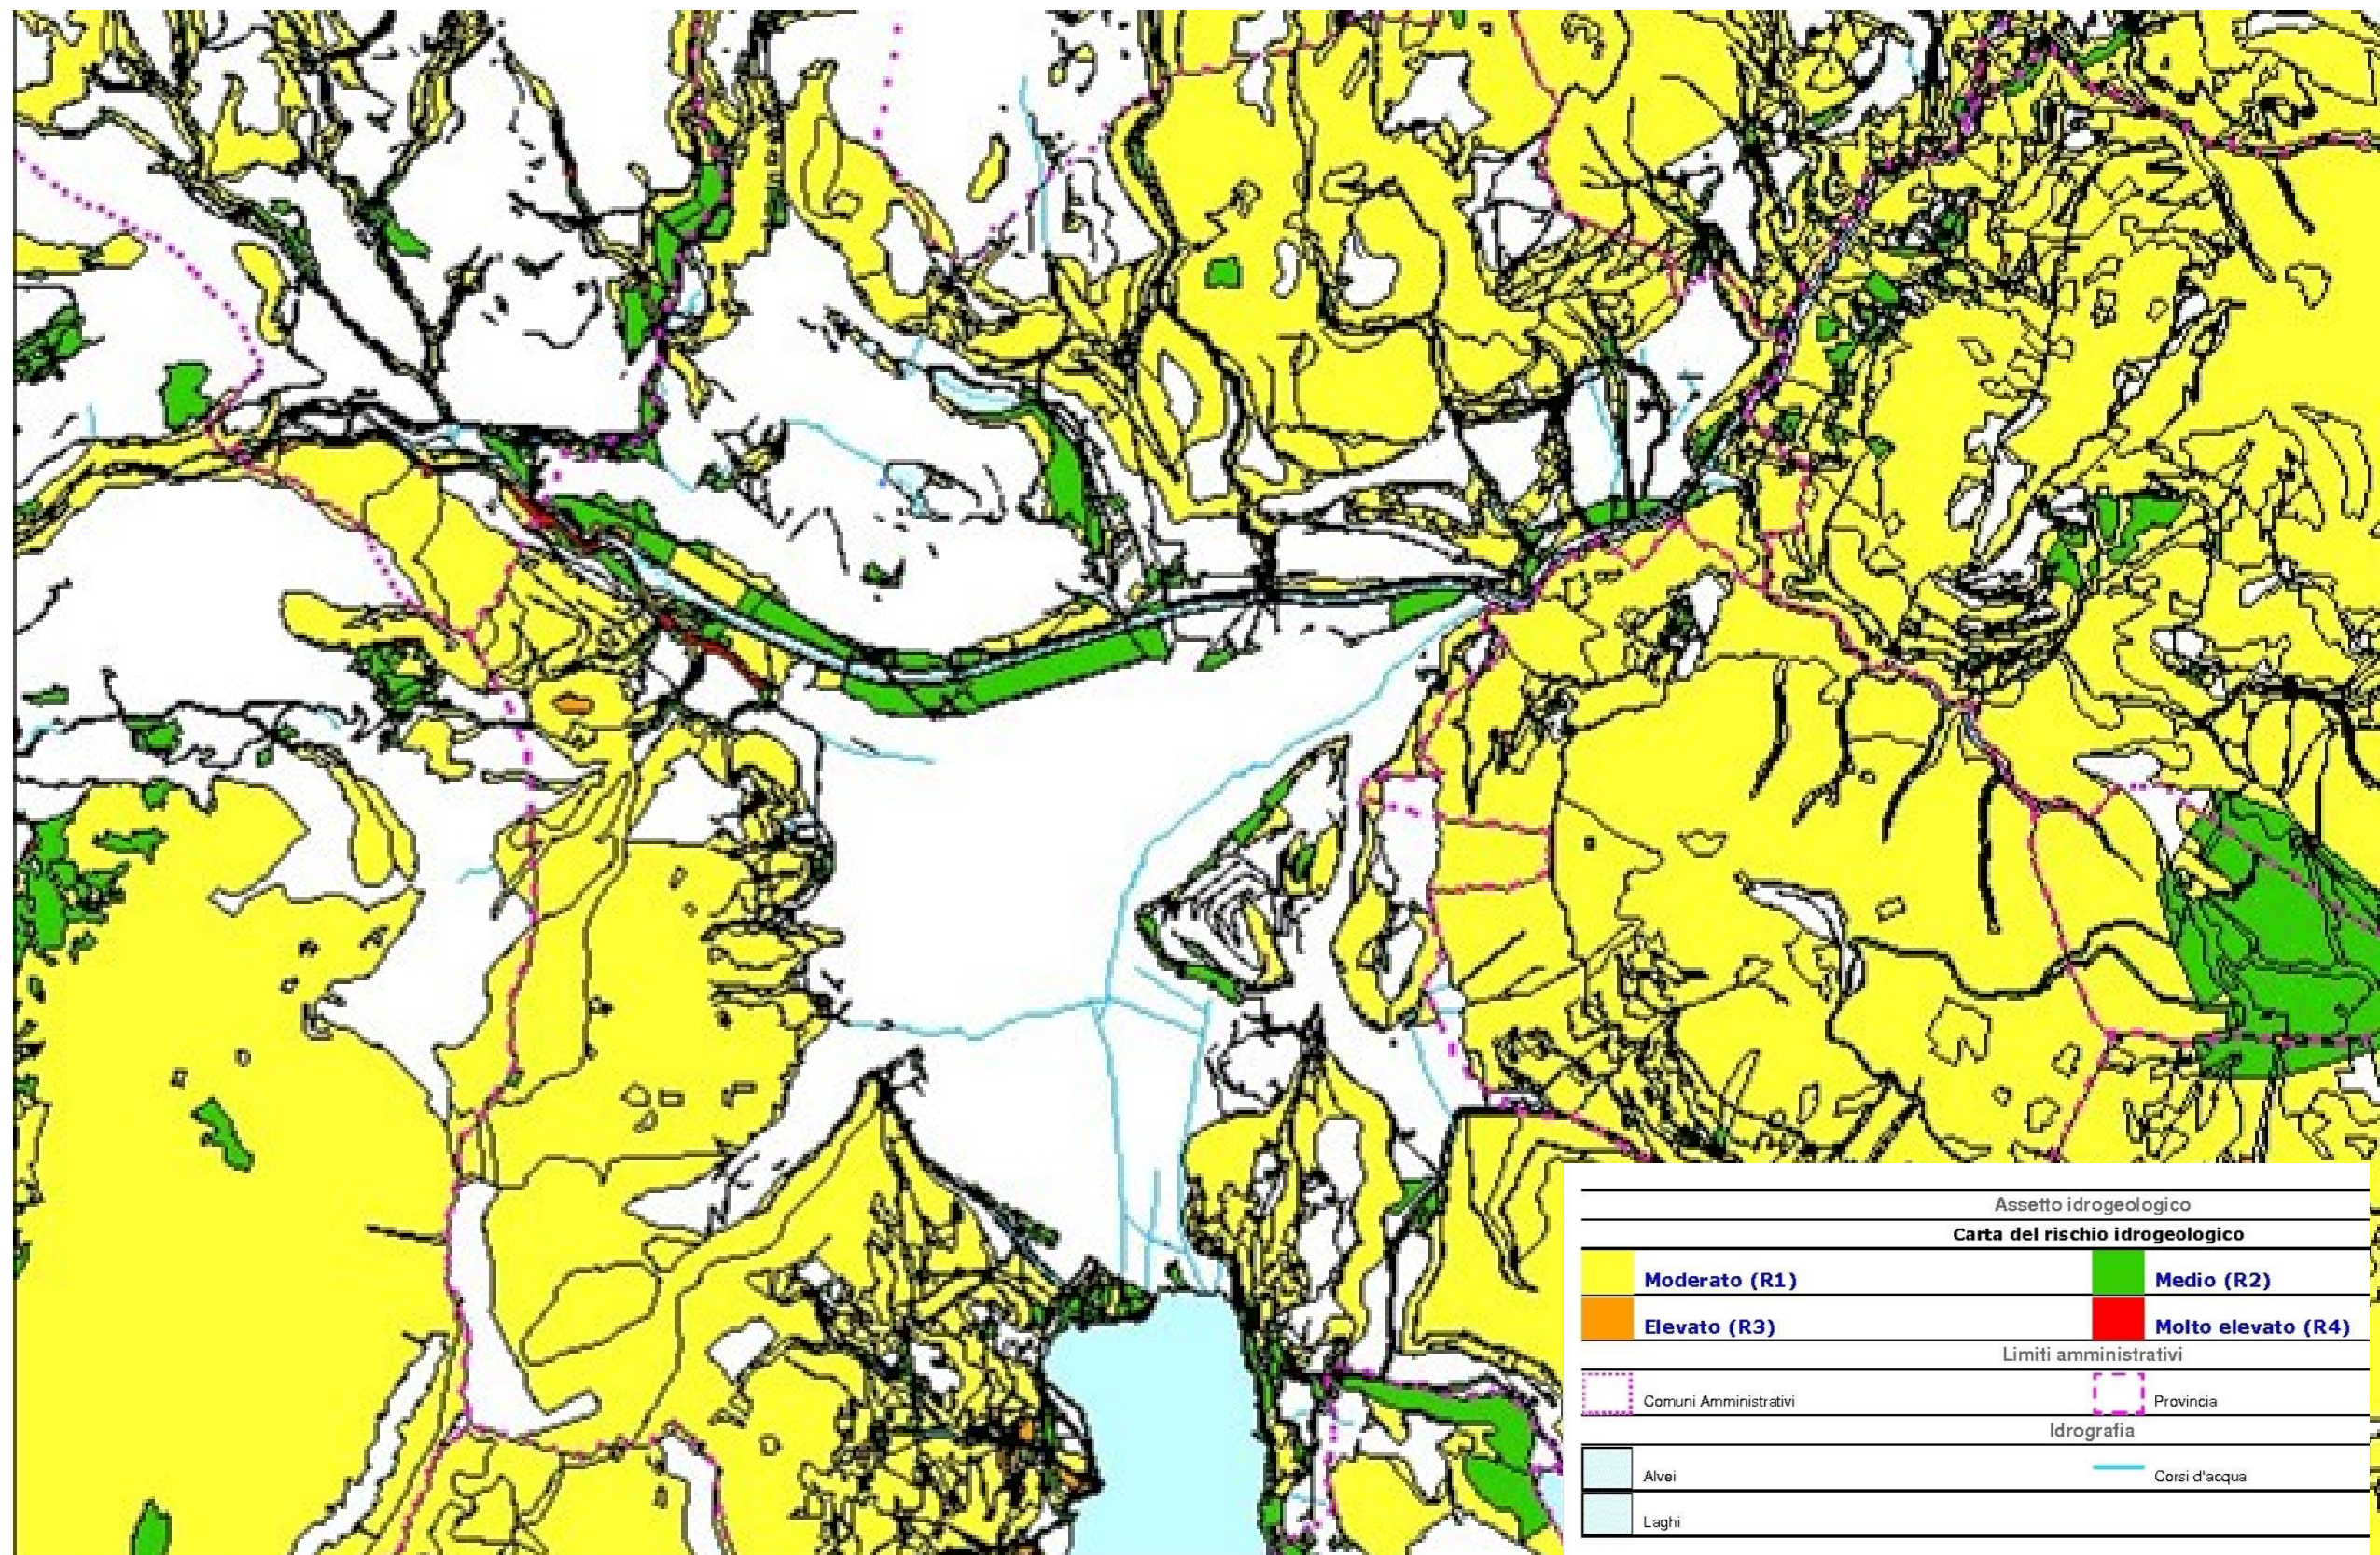 Assetto idrogeologico
Carta del rischio idrogeologico
Moderato (R1) Medio (R2)
Elevato (R3) Molto elevato (R4)
Limiti amministrativi
Comuni Amministrativi Provincia
Idrografia
Alvei Corsi d'acqua
Laghi